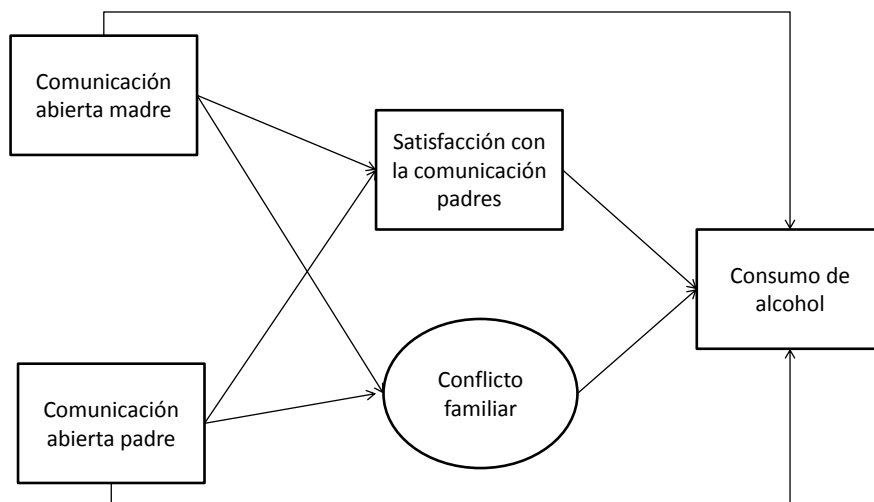 Comunicación
abierta madre
Satisfacción con
la comunicación
padres
Consumo de
alcohol
Comunicación
abierta padre
Conflicto
familiar